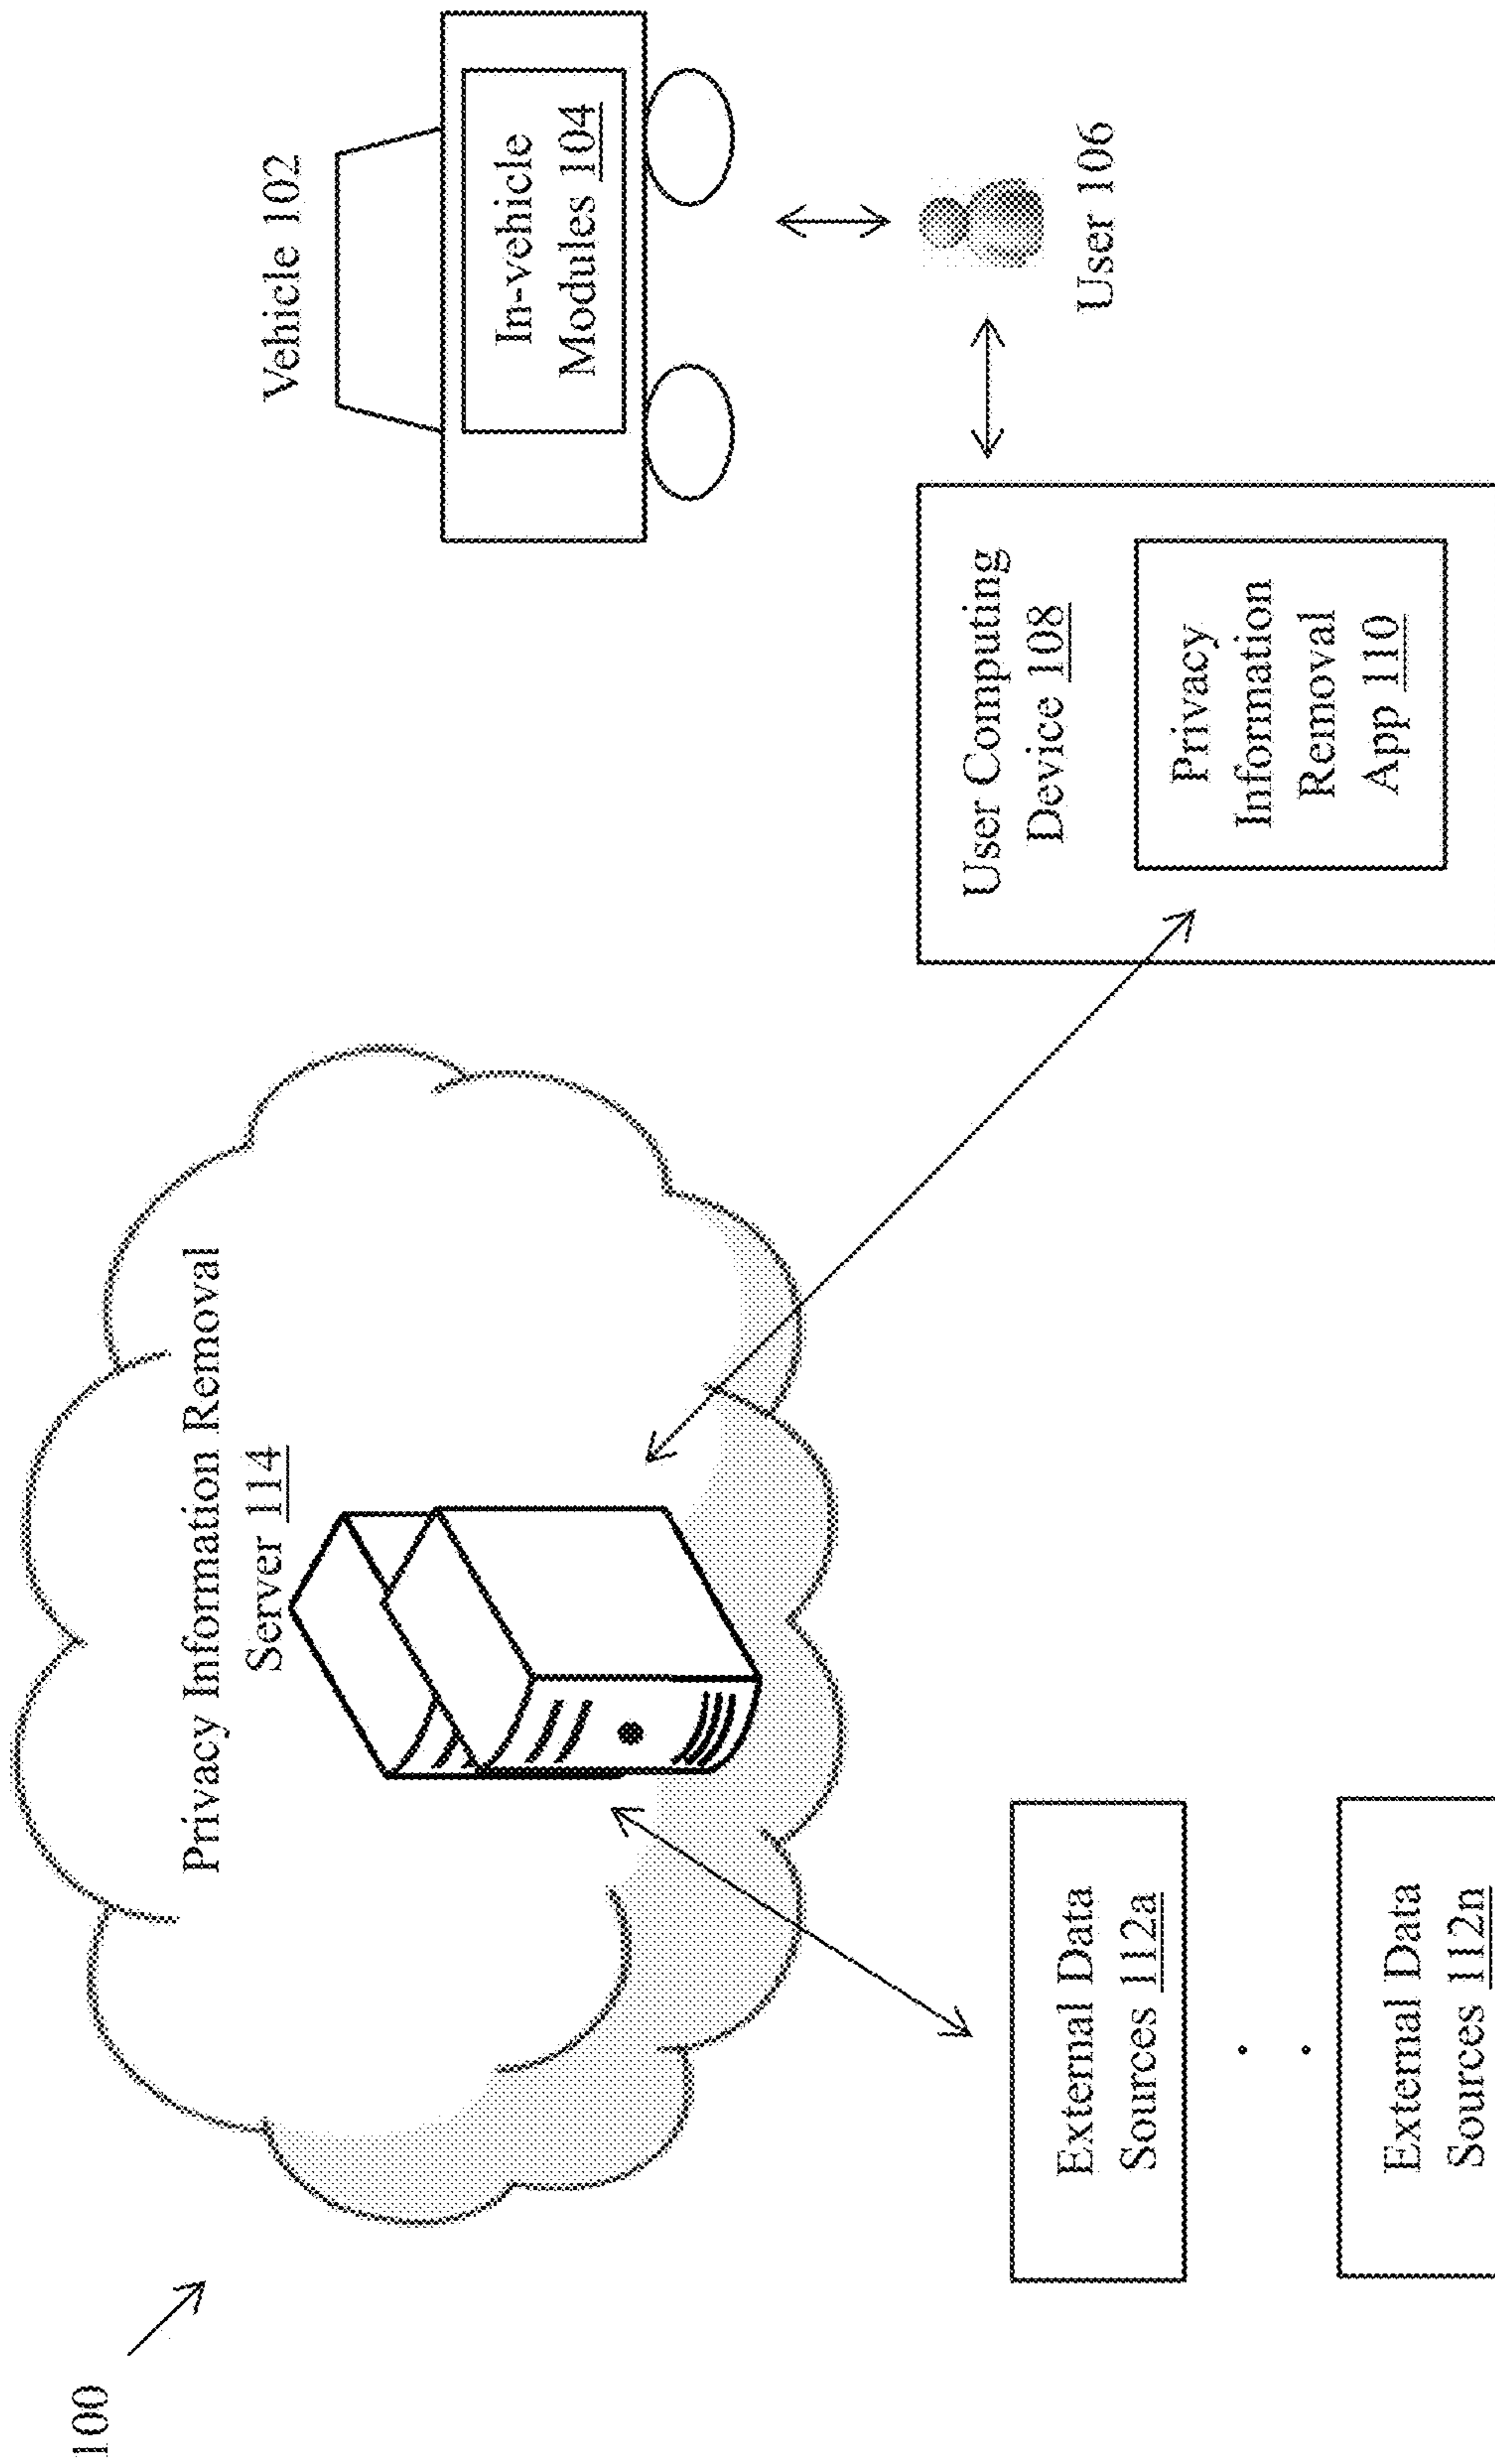 100
Privacy Information Removal
Server 114
Vehicle 102
In-vehicle
Modules 104
User 106
User Computing
Device 108
Privacy
Information
Removal
App 110
External Data
Sources 112a
External Data
Sources 112n